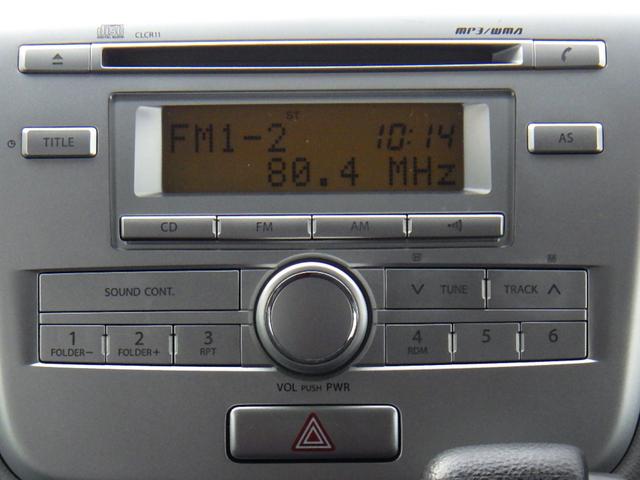 CLCR11
MP3/WMA
TITLE
AS
ST
FM1-2 10:14
80.4 MHz
CD FM AM
SOUND CONT.
TUNE TRACK
1 FOLDER-
2 FOLDER+
3 RPT
4 RDM
5
6
VOL PUSH PWR